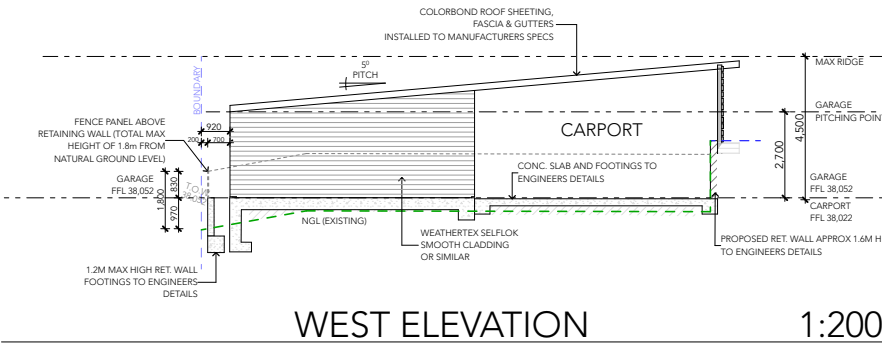 COLORBOND ROOF SHEETING,
FASCIA & GUTTERS
INSTALLED TO MANUFACTURERS SPECS
5⁰
PITCH
BOUNDARY
MAX RIDGE
GARAGE
PITCHING POIN
4,500
2,700
920
200
700
FENCE PANEL ABOVE
RETAINING WALL (TOTAL MAX
HEIGHT OF 1.8m FROM
NATURAL GROUND LEVEL)
CARPORT
CONC. SLAB AND FOOTINGS TO
ENGINEERS DETAILS
GARAGE
FFL 38,052
1,800
830
970
T.O.W
38,052
GARAGE
FFL 38,052
CARPORT
FFL 38,022
NGL (EXISTING)
WEATHERTEX SELFLOK
SMOOTH CLADDING
OR SIMILAR
PROPOSED RET. WALL APPROX 1.6M H
TO ENGINEERS DETAILS
1.2M MAX HIGH RET. WALL
FOOTINGS TO ENGINEERS
DETAILS
WEST ELEVATION
1:200